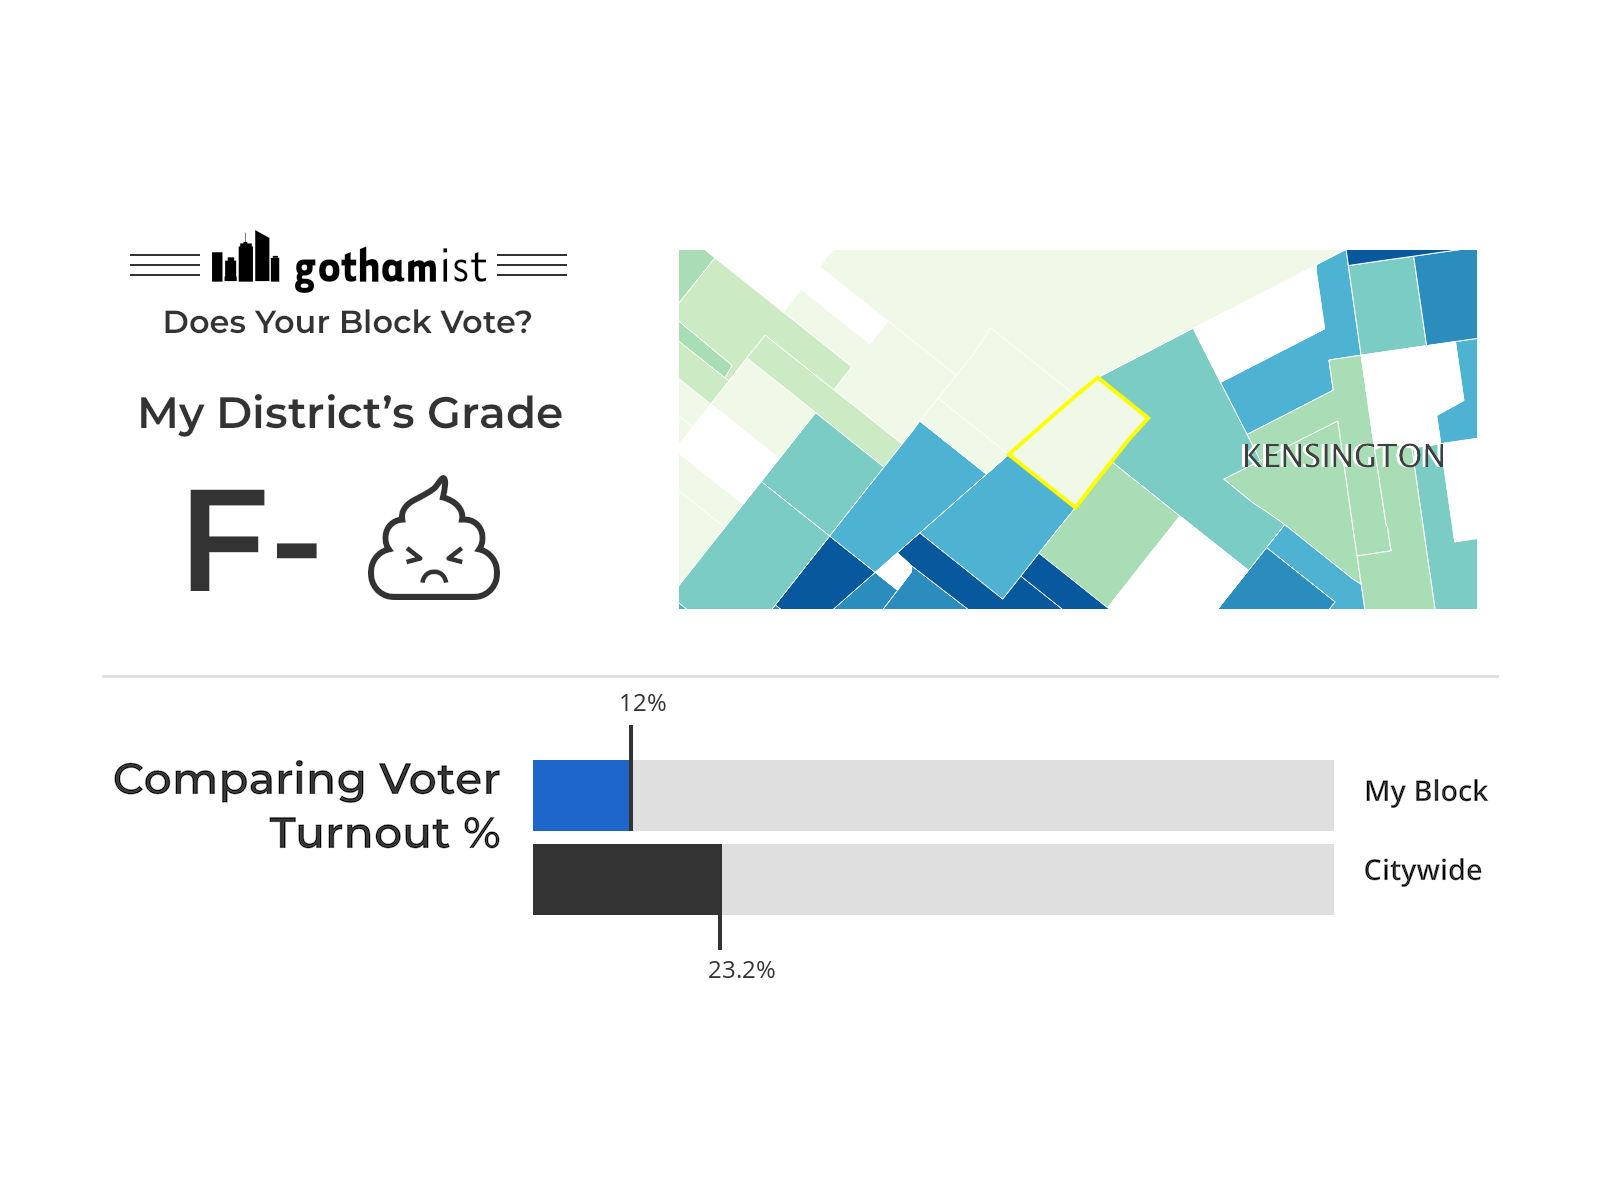 gothamist
Does Your Block Vote?
My District’s Grade
F-
KENSINGTON
12%
Comparing Voter
Turnout %
My Block
Citywide
23.2%